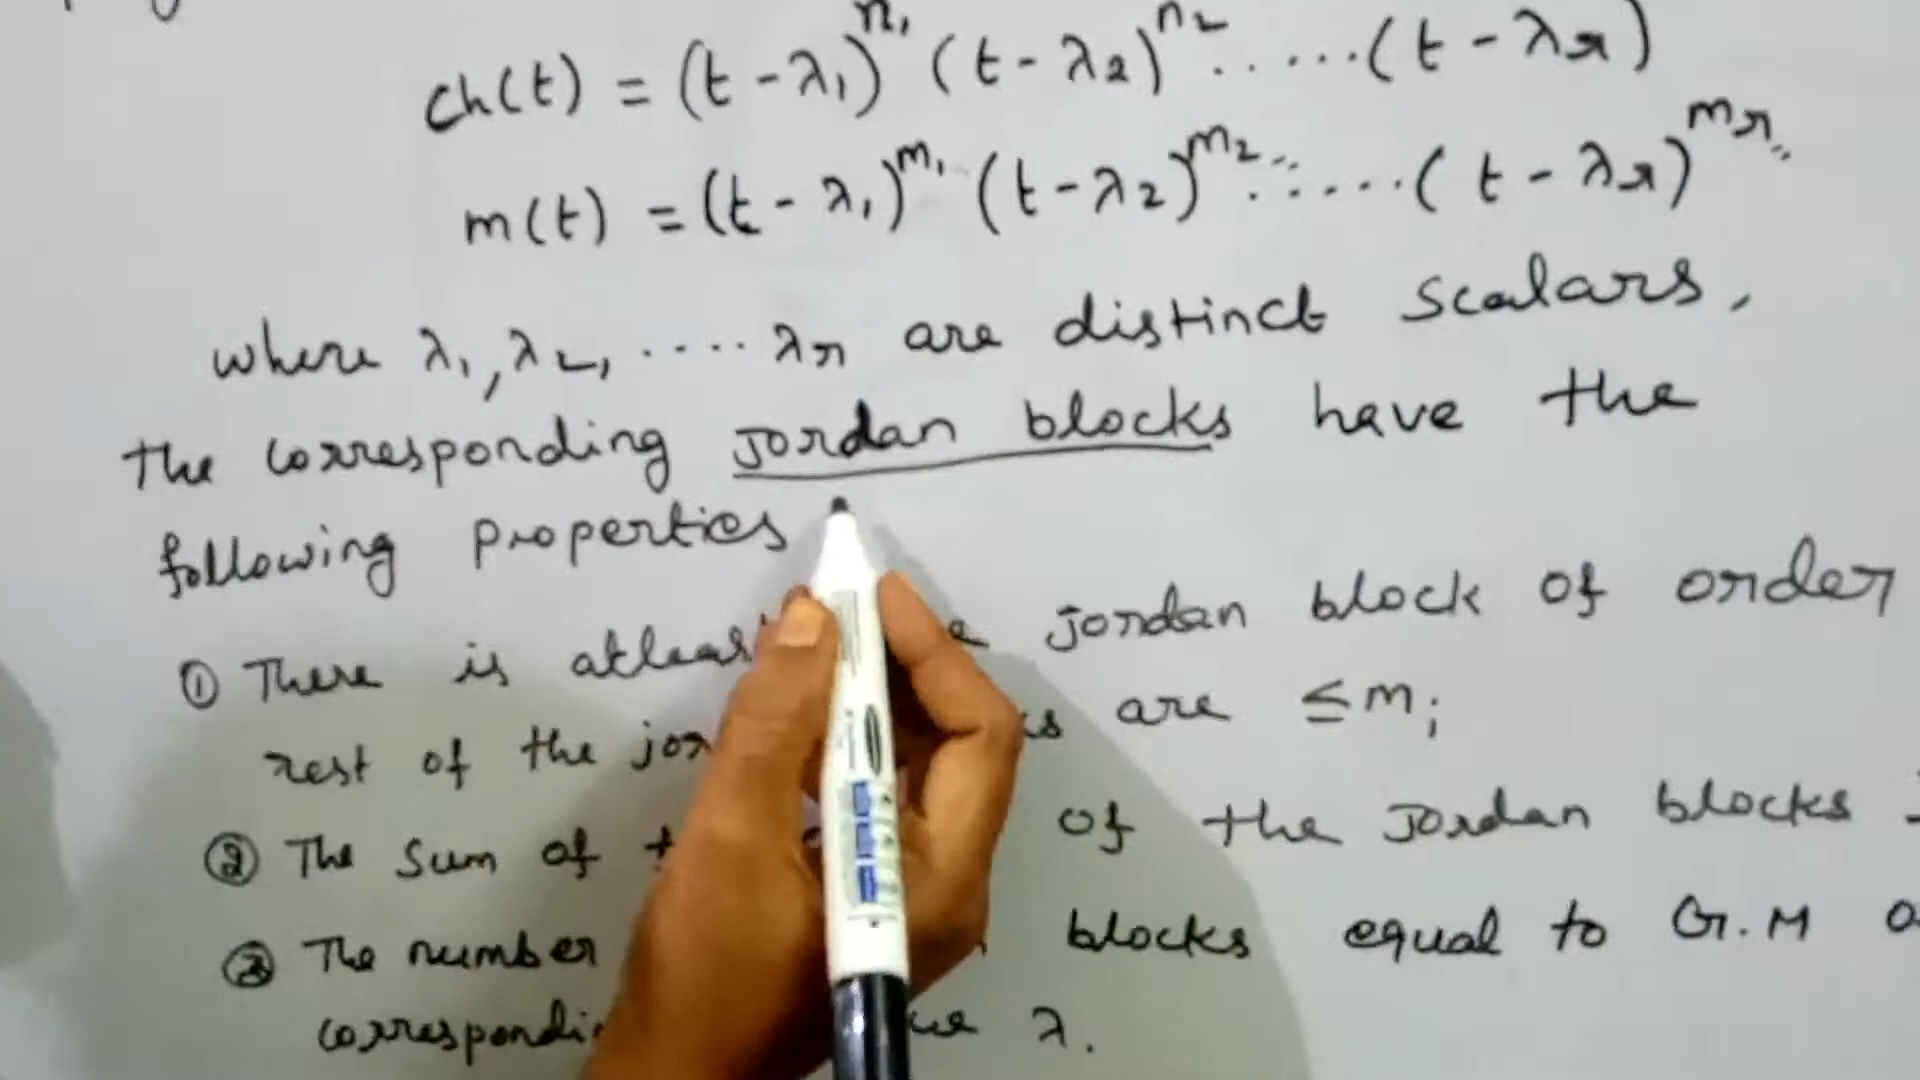 ch(t) = (t-λ₁)^n₁ (t-λ₂)^n₂ .....(t-λr)
m(t) = (t-λ₁)^m₁ (t-λ₂)^m₂ ......(t-λr)^mr
where λ₁,λ₂, .... λr are distinct scalars,
the corresponding Jordan blocks have the
following properties
① There is jordan block of order
rest of the are ≤mi
② The sum of of the Jordan blocks
③ The number blocks equal to G.M
λ.